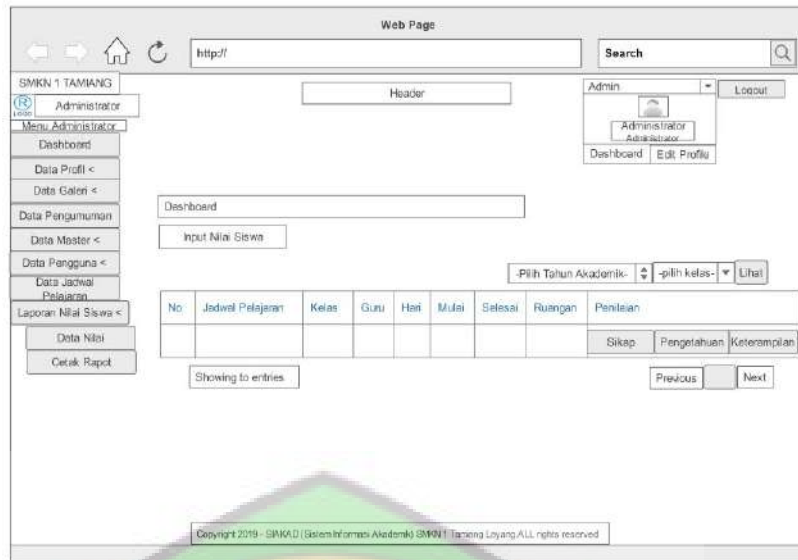 Web Page
http://
Search
SMKN 1 TAMIANG
LOGO
Administrator
Menu Administrator
Dashboard
Data Profil <
Data Galeri <
Data Pengumuman
Data Master <
Data Pengguna <
Data Jadwal
Pelajaran
Laporan Nilai Siswa <
Data Nilai
Cetak Rapot
Header
Admin
Logout
Administrator
Administrator
Dashboard
Edit Profilu
Dashboard
Input Nilai Siswa
-Pilih Tahun Akademik-
-pilih kelas-
Lihat
No Jadwal Pelajaran Kelas Guru Hari Mulai Selesai Ruangan Penilaian
Sikap Pengetahuan Keterampilan
Showing to entries
Previous
Next
Copyright 2019 - SIAKAD (Sistem Informasi Akademik) SMKN 1 Tamiang Layang.ALL rights reserved